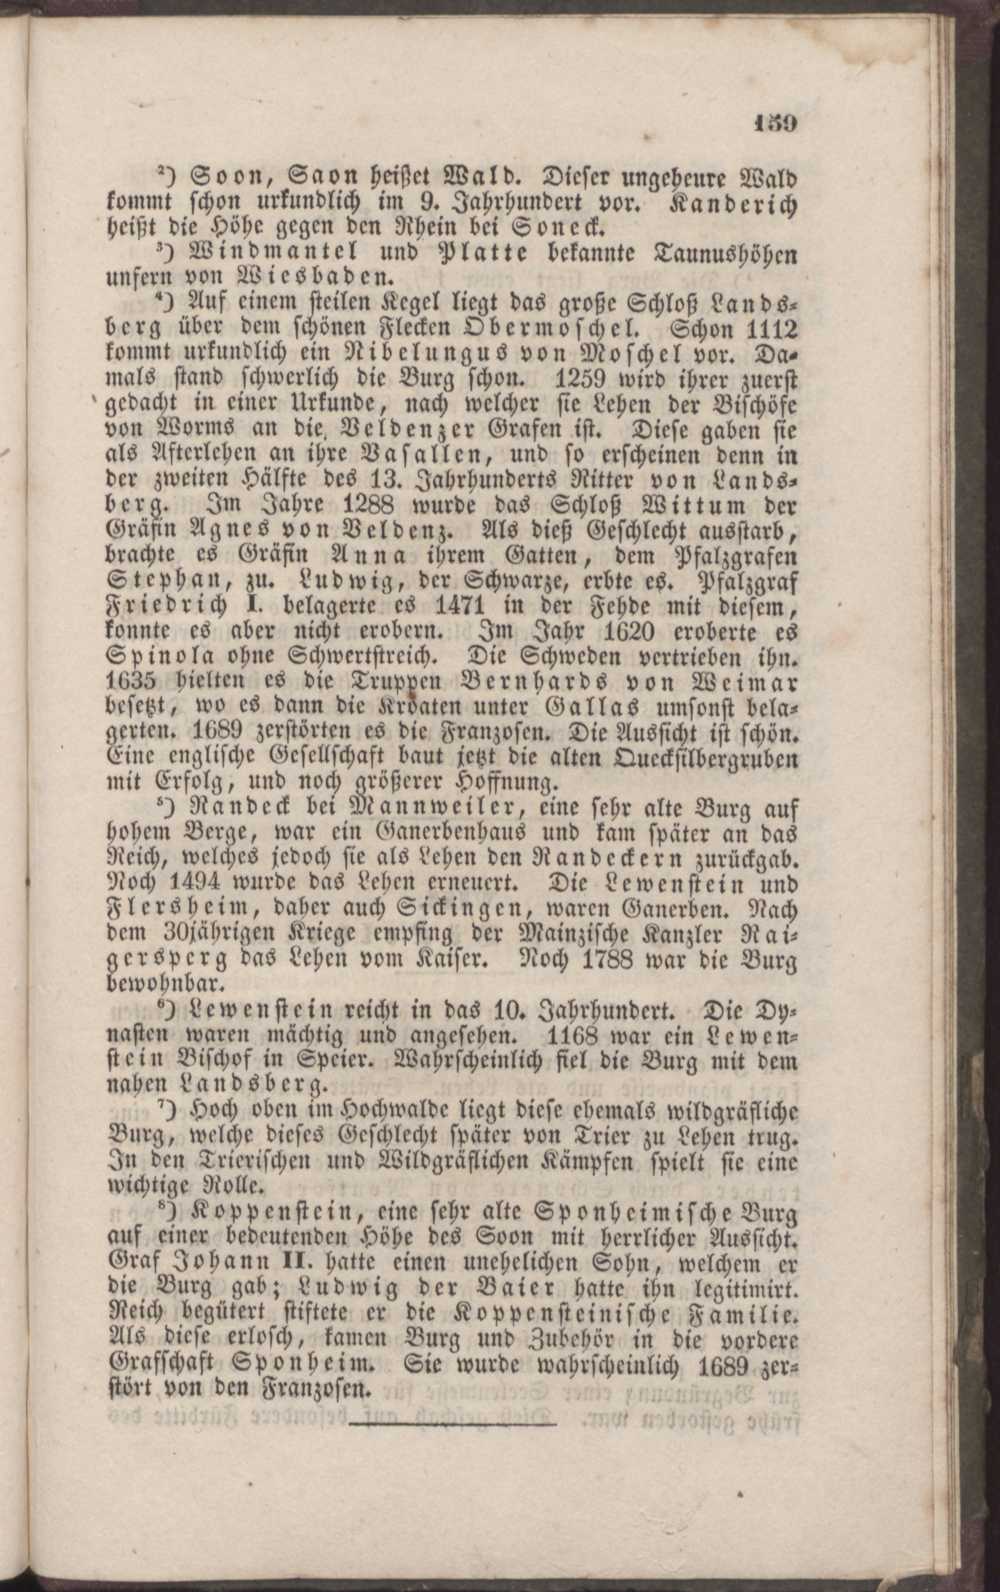 159
²) Soon, Saon heißet Wald. Dieser ungeheure Wald
kommt schon urkundlich im 9. Jahrhundert vor. Kanderich
heißt die Höhe gegen den Rhein bei Soneck.
³) Windmantel und Platte bekannte Taunushöhen
unfern von Wiesbaden.
⁴) Auf einem steilen Kegel liegt das große Schloß Lands-
berg über dem schönen Flecken Obermoschel. Schon 1112
kommt urkundlich ein Nibelungus von Moschel vor. Da-
mals stand schwerlich die Burg schon. 1259 wird ihrer zuerst
gedacht in einer Urkunde, nach welcher sie Lehen der Bischöfe
von Worms an die Veldenzer Grafen ist. Diese gaben sie
als Afterlehen an ihre Vasallen, und so erscheinen denn in
der zweiten Hälfte des 13. Jahrhunderts Ritter von Lands-
berg. Im Jahre 1288 wurde das Schloß Wittum der
Gräfin Agnes von Veldenz. Als dieß Geschlecht ausstarb,
brachte es Gräfin Anna ihrem Gatten, dem Pfalzgrafen
Stephan, zu. Ludwig, der Schwarze, erbte es. Pfalzgraf
Friedrich I. belagerte es 1471 in der Fehde mit diesem,
konnte es aber nicht erobern. Im Jahr 1620 eroberte es
Spinola ohne Schwertstreich. Die Schweden vertrieben ihn.
1635 hielten es die Truppen Bernhards von Weimar
besetzt, wo es dann die Kroaten unter Gallas umsonst bela-
gerten. 1689 zerstörten es die Franzosen. Die Aussicht ist schön.
Eine englische Gesellschaft baut jetzt die alten Quecksilbergruben
mit Erfolg, und noch größerer Hoffnung.
⁵) Randeck bei Mannweiler, eine sehr alte Burg auf
hohem Berge, war ein Ganerbenhaus und kam später an das
Reich, welches jedoch sie als Lehen den Randeckern zurückgab.
Noch 1494 wurde das Lehen erneuert. Die Lewenstein und
Flersheim, daher auch Sickingen, waren Ganerben. Nach
dem 30jährigen Kriege empfing der Mainzische Kanzler Rai-
gersperg das Lehen vom Kaiser. Noch 1788 war die Burg
bewohnbar.
⁶) Lewenstein reicht in das 10. Jahrhundert. Die Dy-
nasten waren mächtig und angesehen. 1168 war ein Lewen-
stein Bischof in Speier. Wahrscheinlich fiel die Burg mit dem
nahen Landsberg.
⁷) Hoch oben im Hochwalde liegt diese ehemals wildgräfliche
Burg, welche dieses Geschlecht später von Trier zu Lehen trug.
In den Trierischen und Wildgräflichen Kämpfen spielt sie eine
wichtige Rolle.
⁸) Koppenstein, eine sehr alte Sponheimische Burg
auf einer bedeutenden Höhe des Soon mit herrlicher Aussicht.
Graf Johann II. hatte einen unehelichen Sohn, welchem er
die Burg gab; Ludwig der Baier hatte ihn legitimirt.
Reich begütert stiftete er die Koppensteinische Familie.
Als diese erlosch, kamen Burg und Zubehör in die vordere
Grafschaft Sponheim. Sie wurde wahrscheinlich 1689 zer-
stört von den Franzosen.